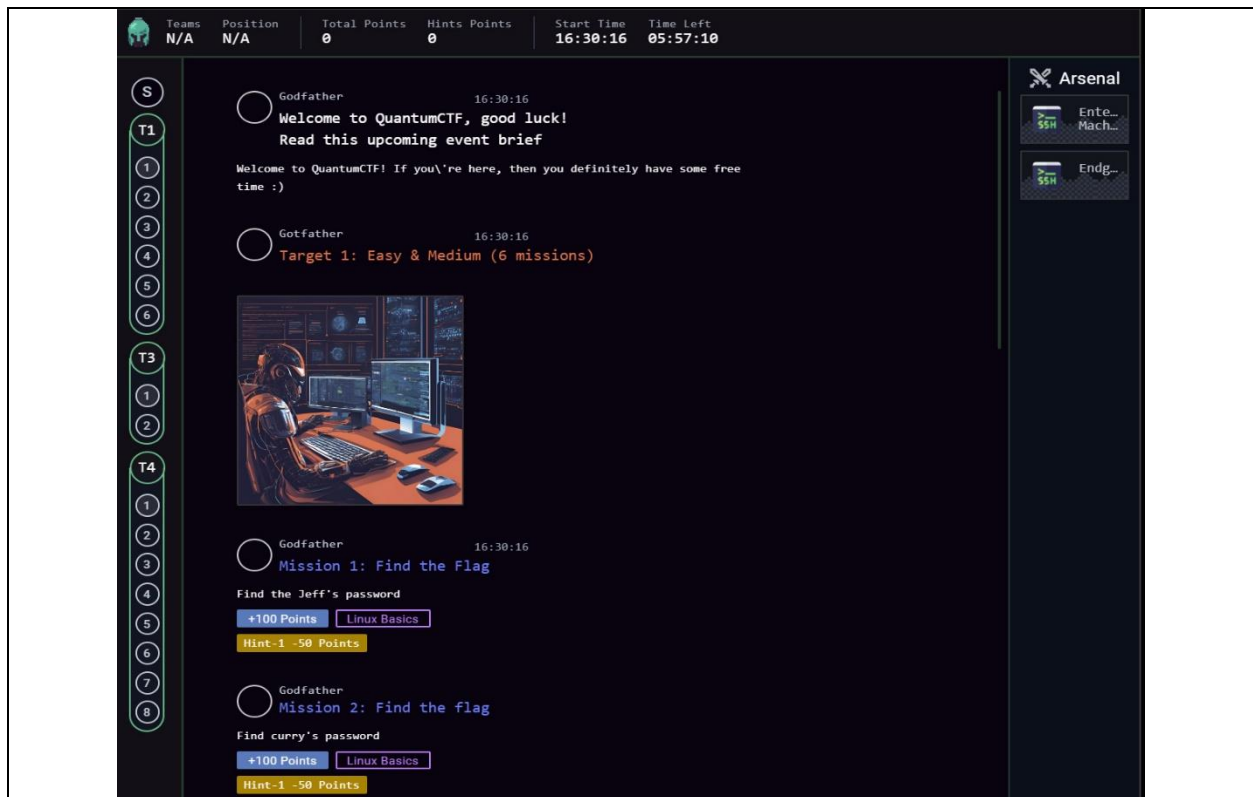 Teams Position Total Points Hints Points Start Time Time Left
N/A N/A 0 0 16:30:16 05:57:10
S
T1
1
2
3
4
5
6
T3
1
2
T4
1
2
3
4
5
6
7
8
Godfather 16:30:16
Welcome to QuantumCTF, good luck!
Read this upcoming event brief
Welcome to QuantumCTF! If you\'re here, then you definitely have some free
time :)
Gotfather 16:30:16
Target 1: Easy & Medium (6 missions)
Godfather 16:30:16
Mission 1: Find the Flag
Find the Jeff's password
+100 Points Linux Basics
Hint-1 -50 Points
Godfather
Mission 2: Find the flag
Find curry's password
+100 Points Linux Basics
Hint-1 -50 Points
Arsenal
>_ SSH Ente…
Mach…
>_ SSH Endg…